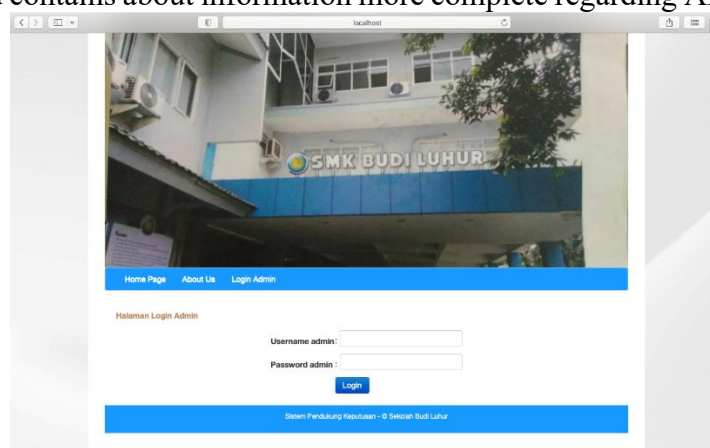 contains about information more complete regarding
localhost
SMK BUDI LUHUR
Home Page About Us Login Admin
Halaman Login Admin
Username admin:
Password admin :
Login
Sistem Pendukung Keputusan - © Sekolah Budi Luhur